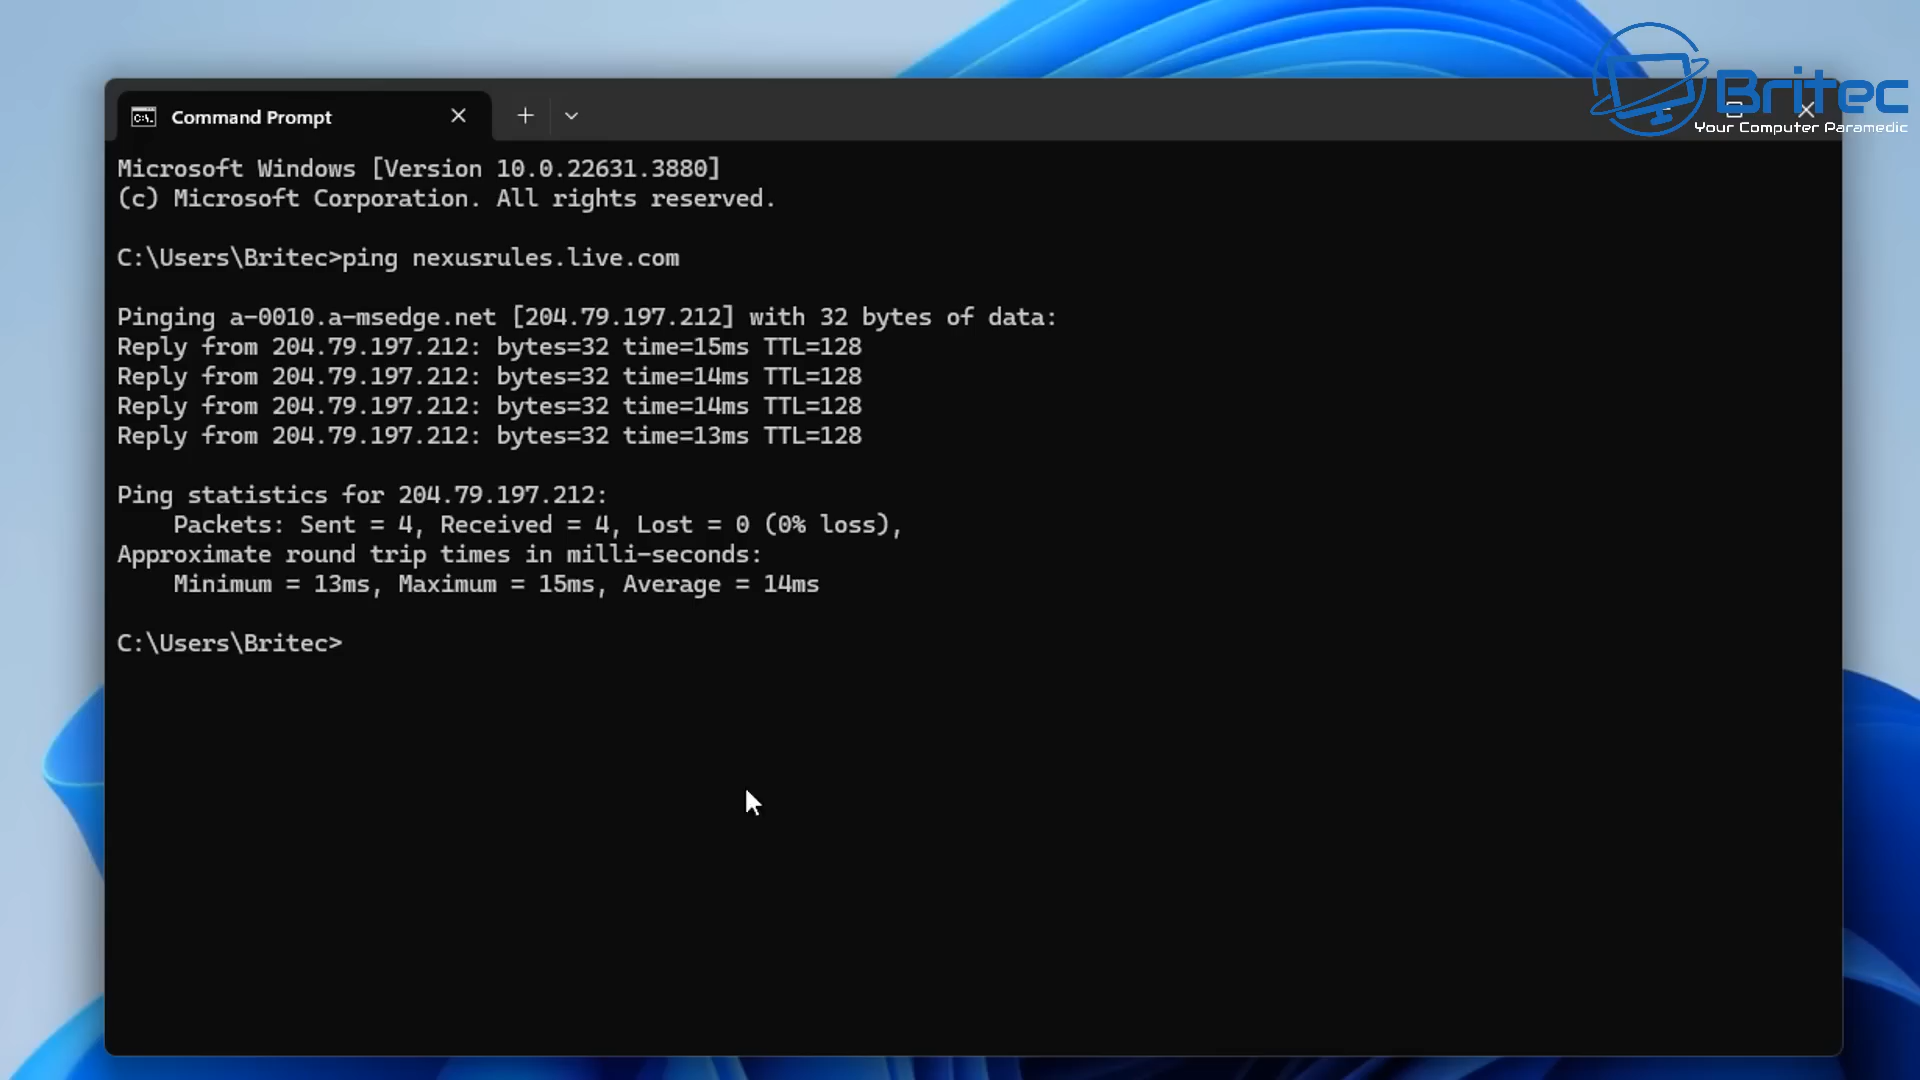 Britec
Your Computer Paramedic
Command Prompt
Microsoft Windows [Version 10.0.22631.3880]
(c) Microsoft Corporation. All rights reserved.
C:\Users\Britec>ping nexusrules.live.com
Pinging a-0010.a-msedge.net [204.79.197.212] with 32 bytes of data:
Reply from 204.79.197.212: bytes=32 time=15ms TTL=128
Reply from 204.79.197.212: bytes=32 time=14ms TTL=128
Reply from 204.79.197.212: bytes=32 time=14ms TTL=128
Reply from 204.79.197.212: bytes=32 time=13ms TTL=128
Ping statistics for 204.79.197.212:
Packets: Sent = 4, Received = 4, Lost = 0 (0% loss),
Approximate round trip times in milli-seconds:
Minimum = 13ms, Maximum = 15ms, Average = 14ms
C:\Users\Britec>